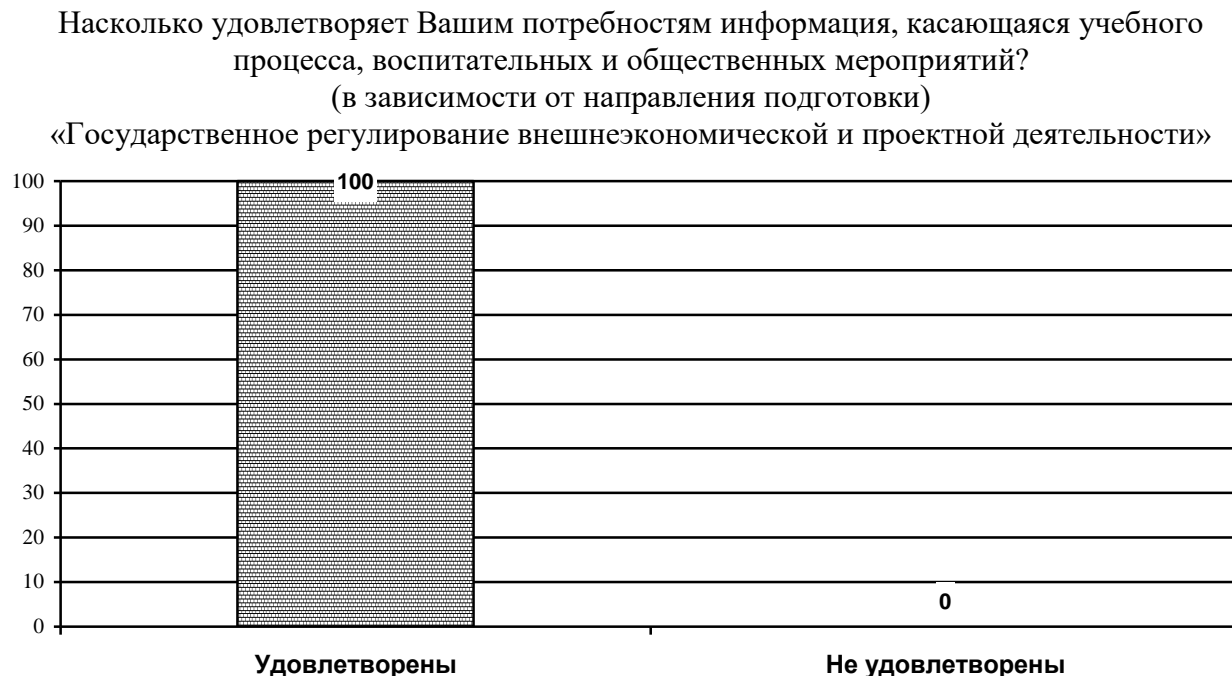 Насколько удовлетворяет Вашим потребностям информация, касающаяся учебного
процесса, воспитательных и общественных мероприятий?
(в зависимости от направления подготовки)
«Государственное регулирование внешнеэкономической и проектной деятельности»
100
90
80
70
60
50
40
30
20
10
0
100
0
Удовлетворены
Не удовлетворены